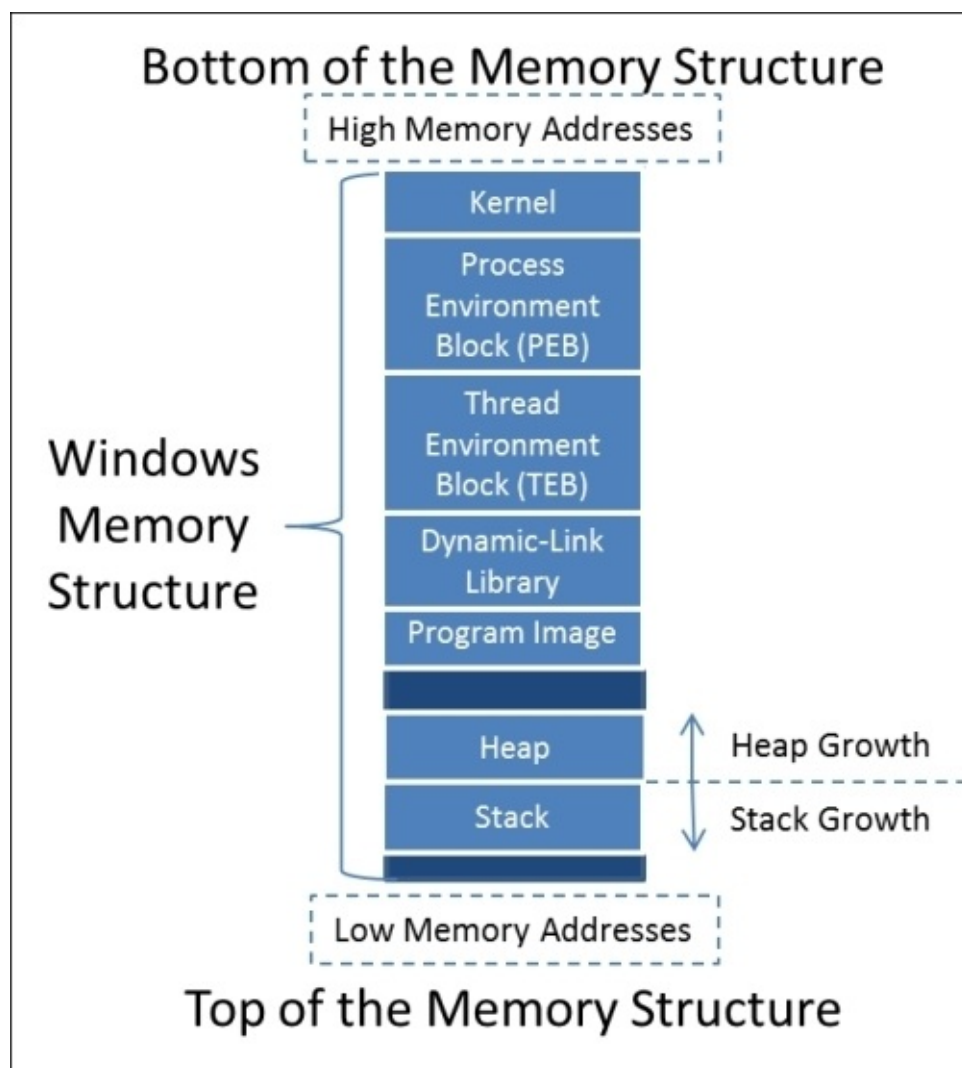 Bottom of the Memory Structure
High Memory Addresses
Kernel
Process
Environment
Block (PEB)
Thread
Environment
Block (TEB)
Windows
Memory
Structure
Dynamic-Link
Library
Program Image
Heap
Heap Growth
Stack
Stack Growth
Low Memory Addresses
Top of the Memory Structure